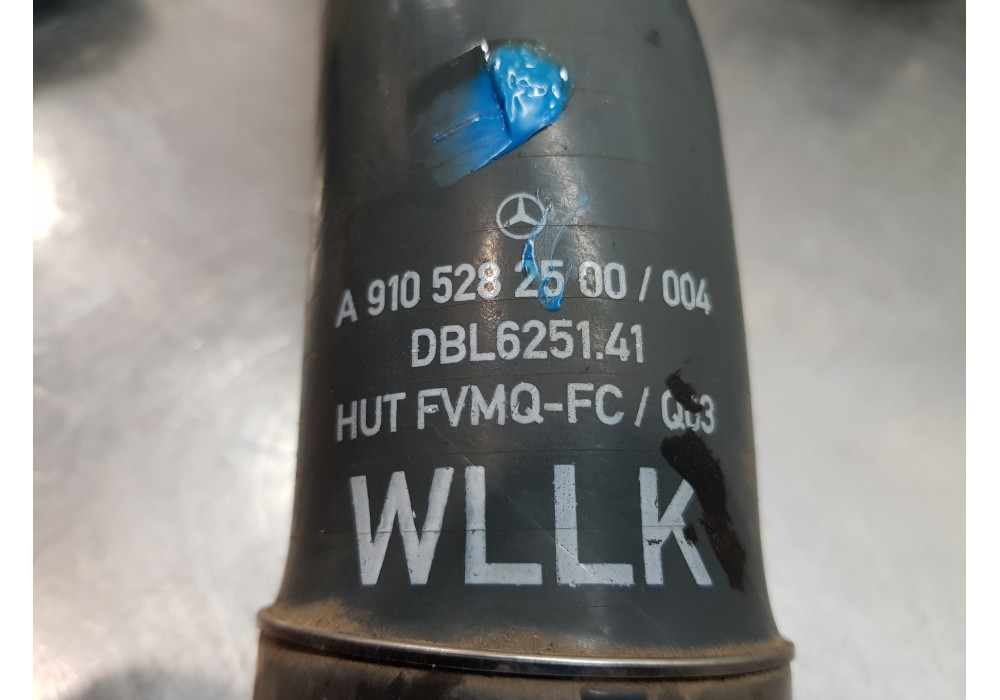 A 910 528 25 00 / 004
DBL6251.41
HUT FVMQ-FC / Q03
WLLK